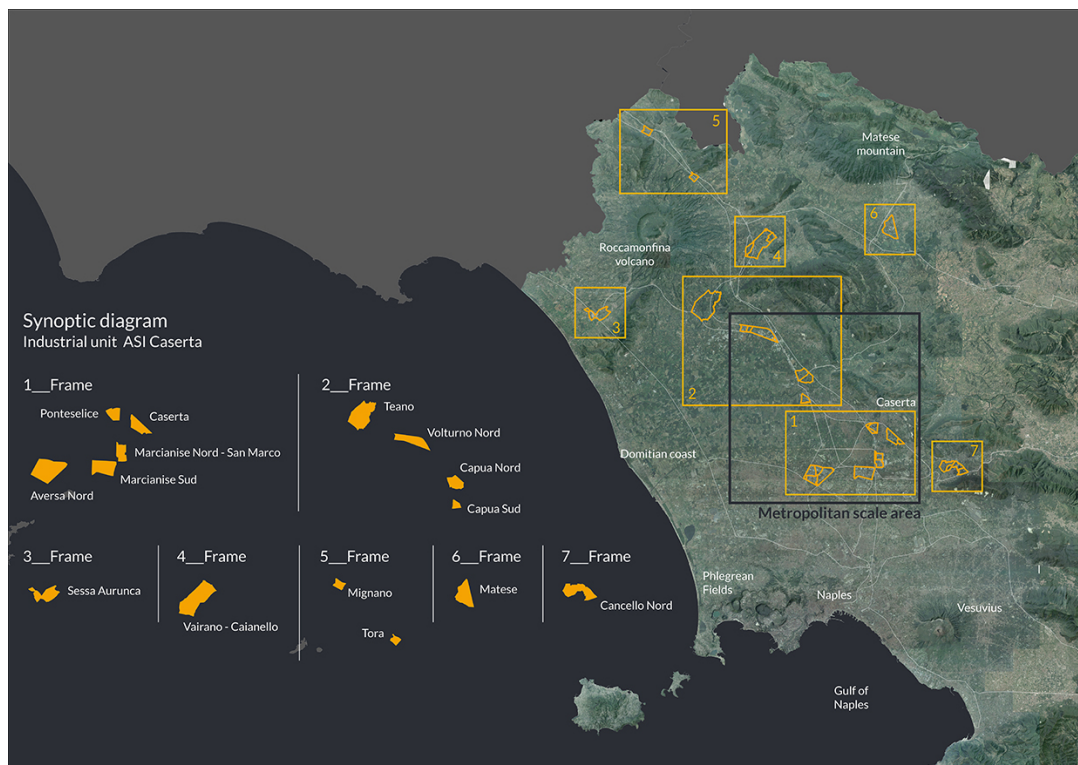 Synoptic diagram
Industrial unit ASI Caserta
1__Frame
Ponteselice
Caserta
Marcianise Nord - San Marco
Marcianise Sud
Aversa Nord
2__Frame
Teano
Volturno Nord
Capua Nord
Capua Sud
3__Frame
Sessa Aurunca
4__Frame
Vairano - Caianello
5__Frame
Mignano
Tora
6__Frame
Matese
7__Frame
Cancello Nord
5
Matese
mountain
6
Roccamonfina
volcano
4
3
2
Caserta
1
7
Domitian coast
Metropolitan scale area
Phlegrean
Fields
Naples
Vesuvius
Gulf of
Naples